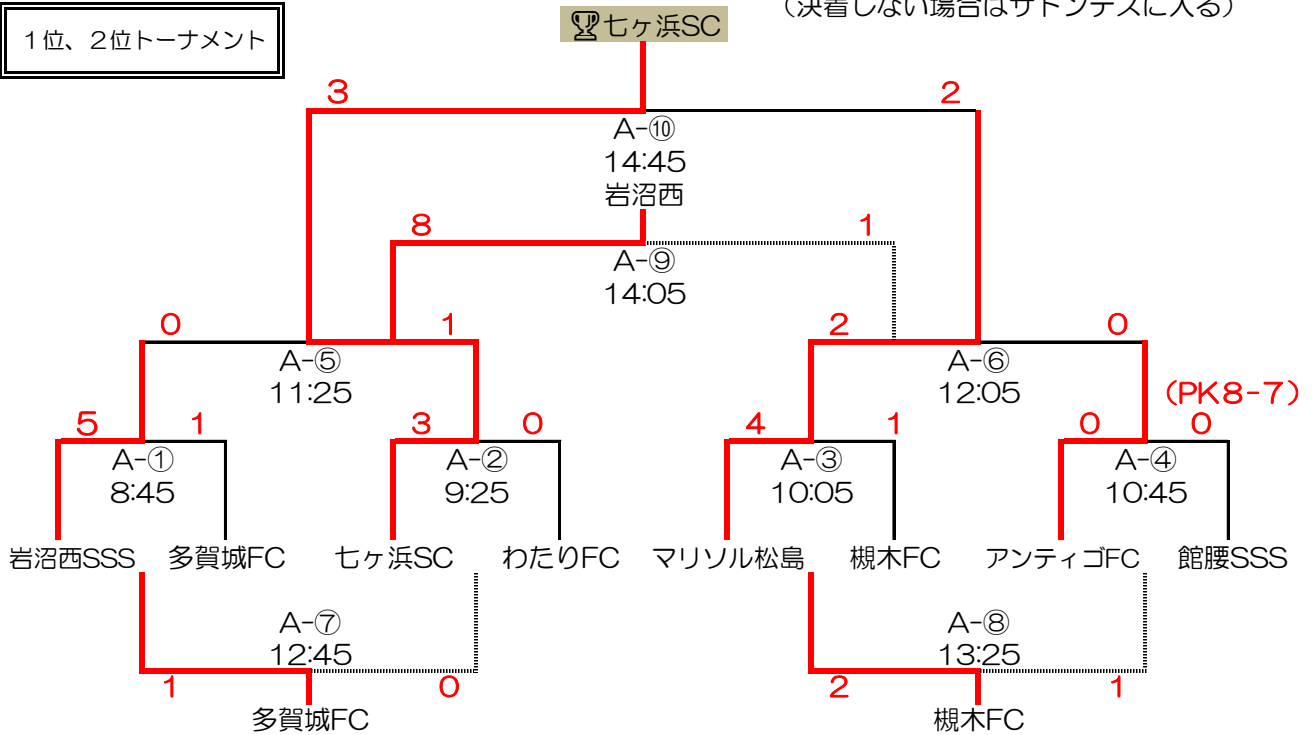 （決着しない場合はサドンデスに入る）
七ヶ浜SC
１位、２位トーナメント
3
2
A-⑩
14:45
岩沼西
8
1
A-⑨
14:05
0
1
2
0
A-⑤
11:25
A-⑥
12:05
（PK8-7）
5
1
3
0
4
1
0
0
A-①
8:45
A-②
9:25
A-③
10:05
A-④
10:45
岩沼西SSS
多賀城FC
七ヶ浜SC
わたりFC
マリソル松島
槻木FC
アンティゴFC
館腰SSS
A-⑦
12:45
A-⑧
13:25
1
0
2
1
多賀城FC
槻木FC